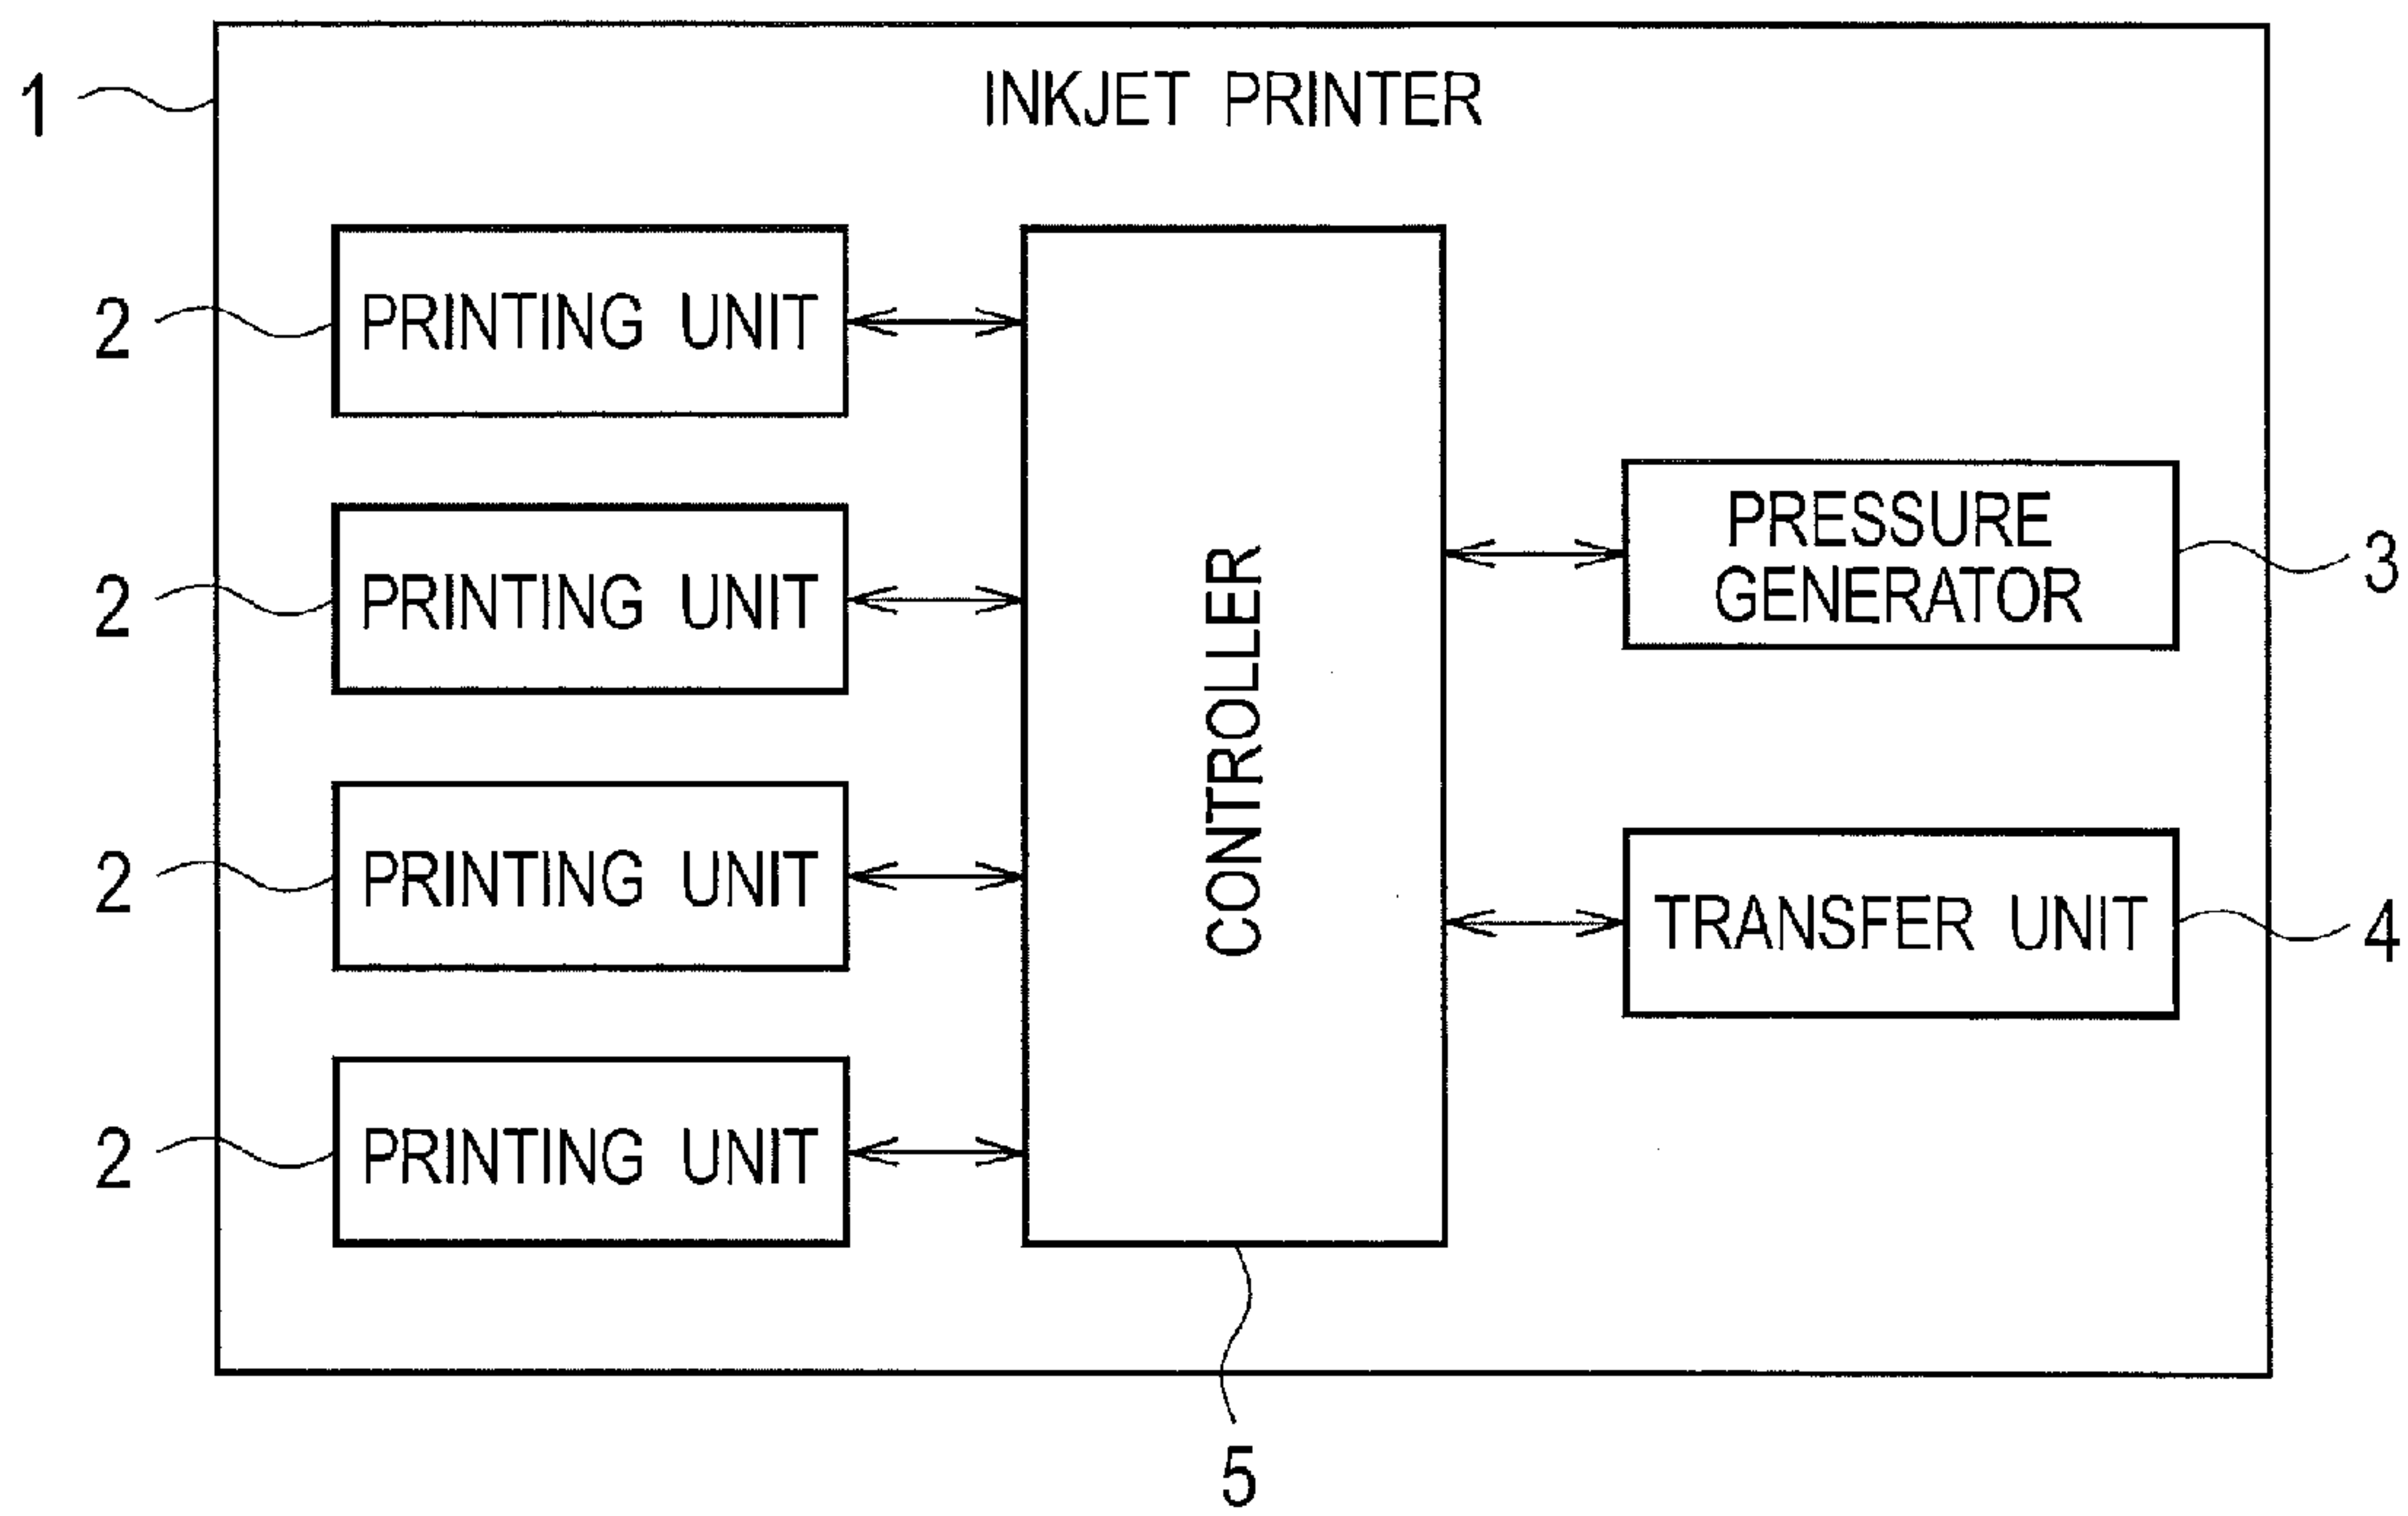 1
INKJET PRINTER
2
PRINTING UNIT
2
PRINTING UNIT
2
PRINTING UNIT
2
PRINTING UNIT
CONTROLLER
5
PRESSURE
GENERATOR
3
TRANSFER UNIT
4